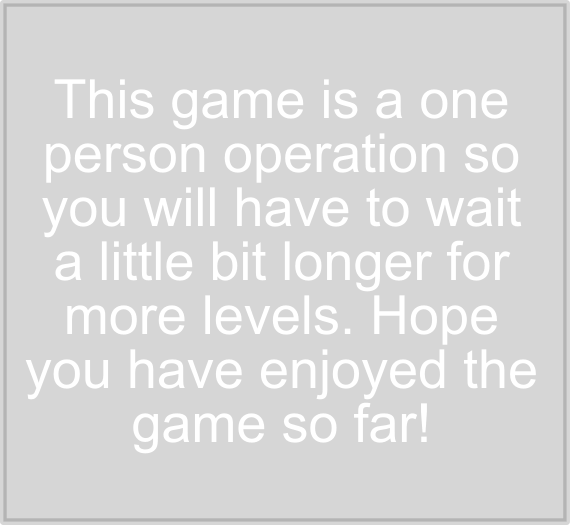 This game is a one
person operation so
you will have to wait
a little bit longer for
more levels. Hope
you have enjoyed the
game so far!